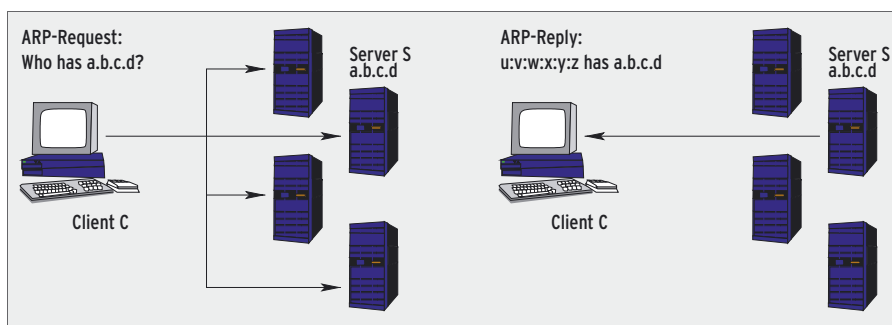 ARP-Request:
Who has a.b.c.d?
Server S
a.b.c.d
Client C
ARP-Reply:
u:v:w:x:y:z has a.b.c.d
Server S
a.b.c.d
Client C